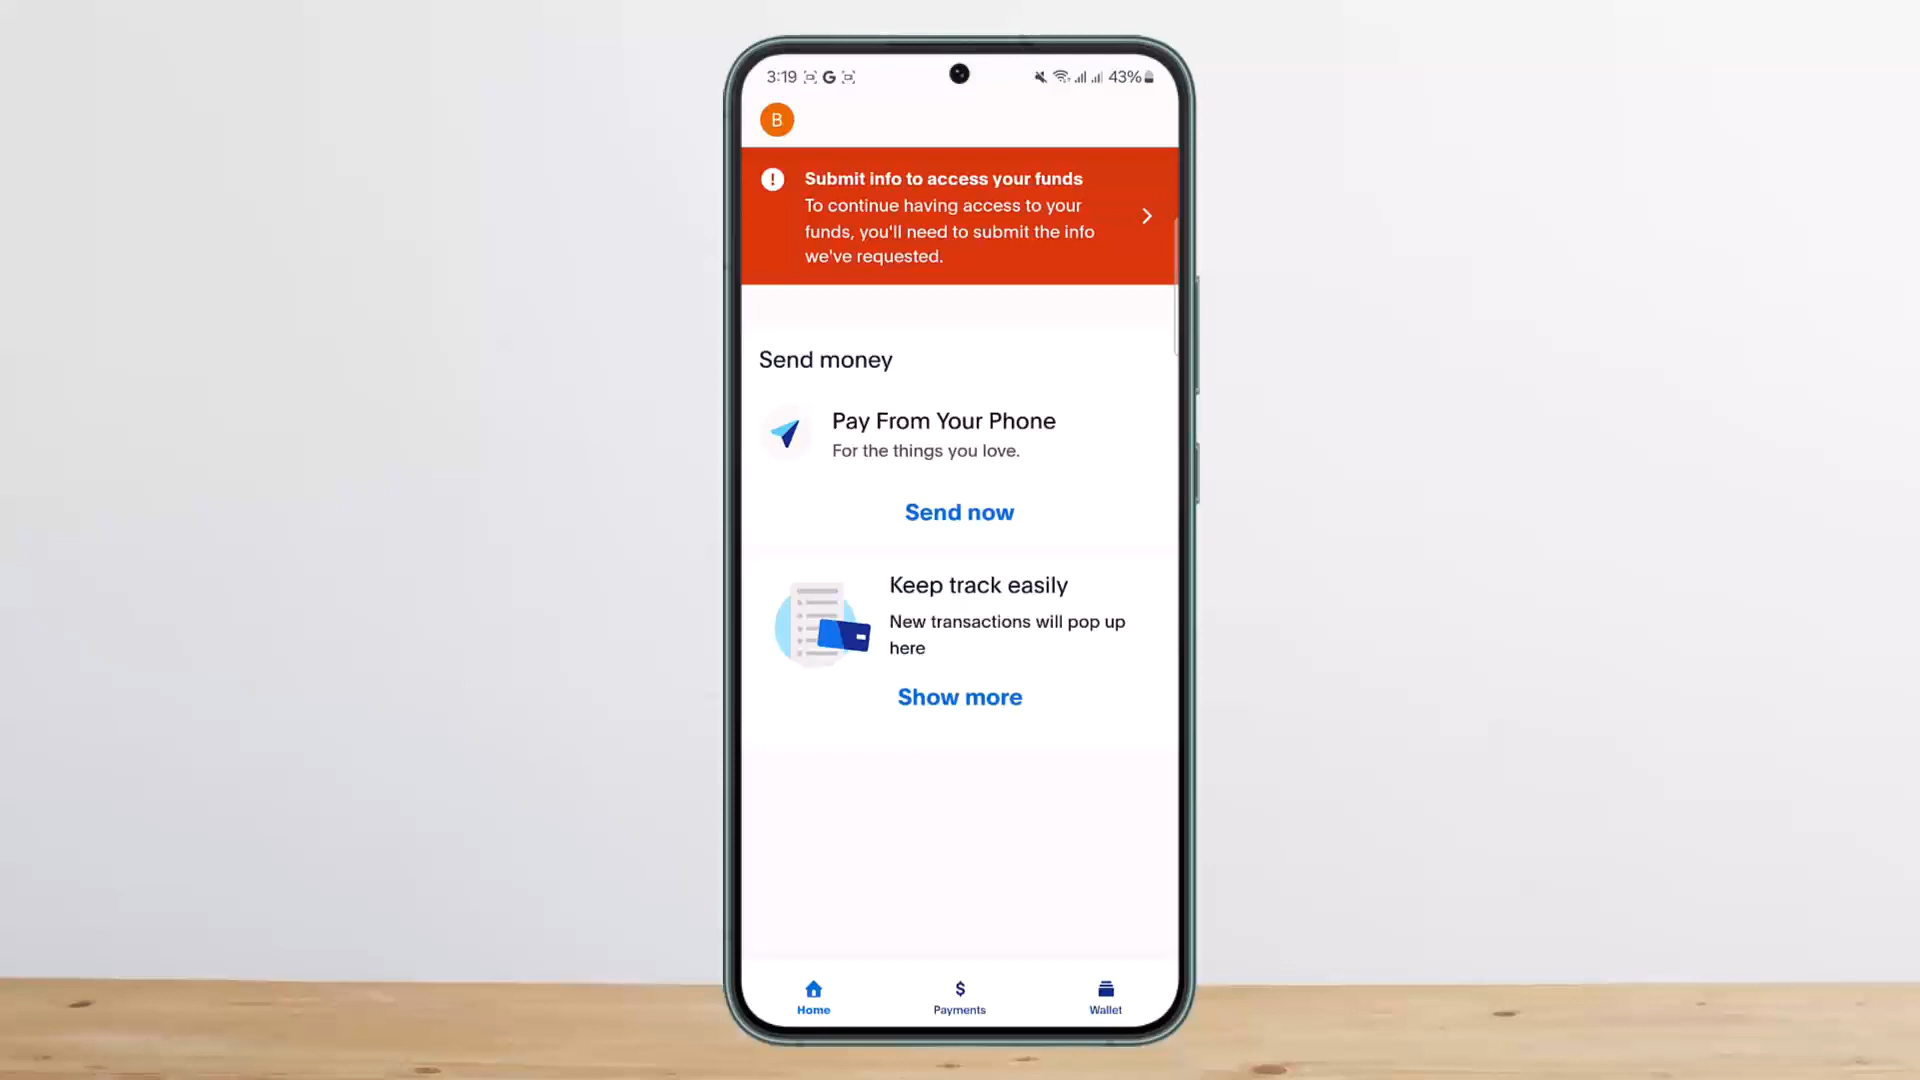 3:19 G 43%
B
! Submit info to access your funds
To continue having access to your
funds, you'll need to submit the info
we've requested.
Send money
Pay From Your Phone
For the things you love.
Send now
Keep track easily
New transactions will pop up
here
Show more
$
Home Payments Wallet